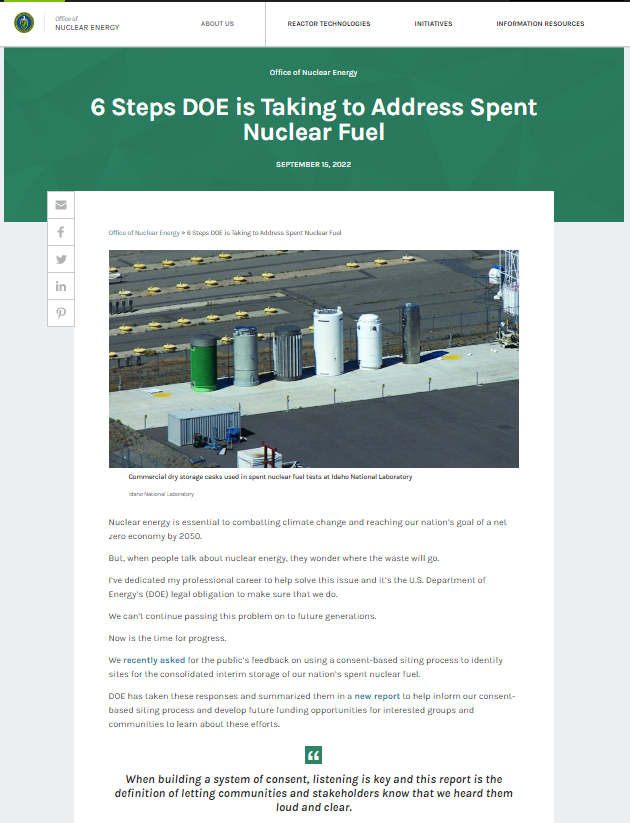 Office of
NUCLEAR ENERGY
ABOUT US
REACTOR TECHNOLOGIES
INITIATIVES
INFORMATION RESOURCES
Office of Nuclear Energy
6 Steps DOE is Taking to Address Spent
Nuclear Fuel
SEPTEMBER 15, 2022
Office of Nuclear Energy » 6 Steps DOE is Taking to Address Spent Nuclear Fuel
Commercial dry storage casks used in spent nuclear fuel tests at Idaho National Laboratory
Idaho National Laboratory
Nuclear energy is essential to combatting climate change and reaching our nation's goal of a net
zero economy by 2050.
But, when people talk about nuclear energy, they wonder where the waste will go.
I've dedicated my professional career to help solve this issue and it's the U.S. Department of
Energy's (DOE) legal obligation to make sure that we do.
We can't continue passing this problem on to future generations.
Now is the time for progress.
We recently asked for the public's feedback on using a consent-based siting process to identify
sites for the consolidated interim storage of our nation's spent nuclear fuel.
DOE has taken these responses and summarized them in a new report to help inform our consent-
based siting process and develop future funding opportunities for interested groups and
communities to learn about these efforts.
When building a system of consent, listening is key and this report is the
definition of letting communities and stakeholders know that we heard them
loud and clear.